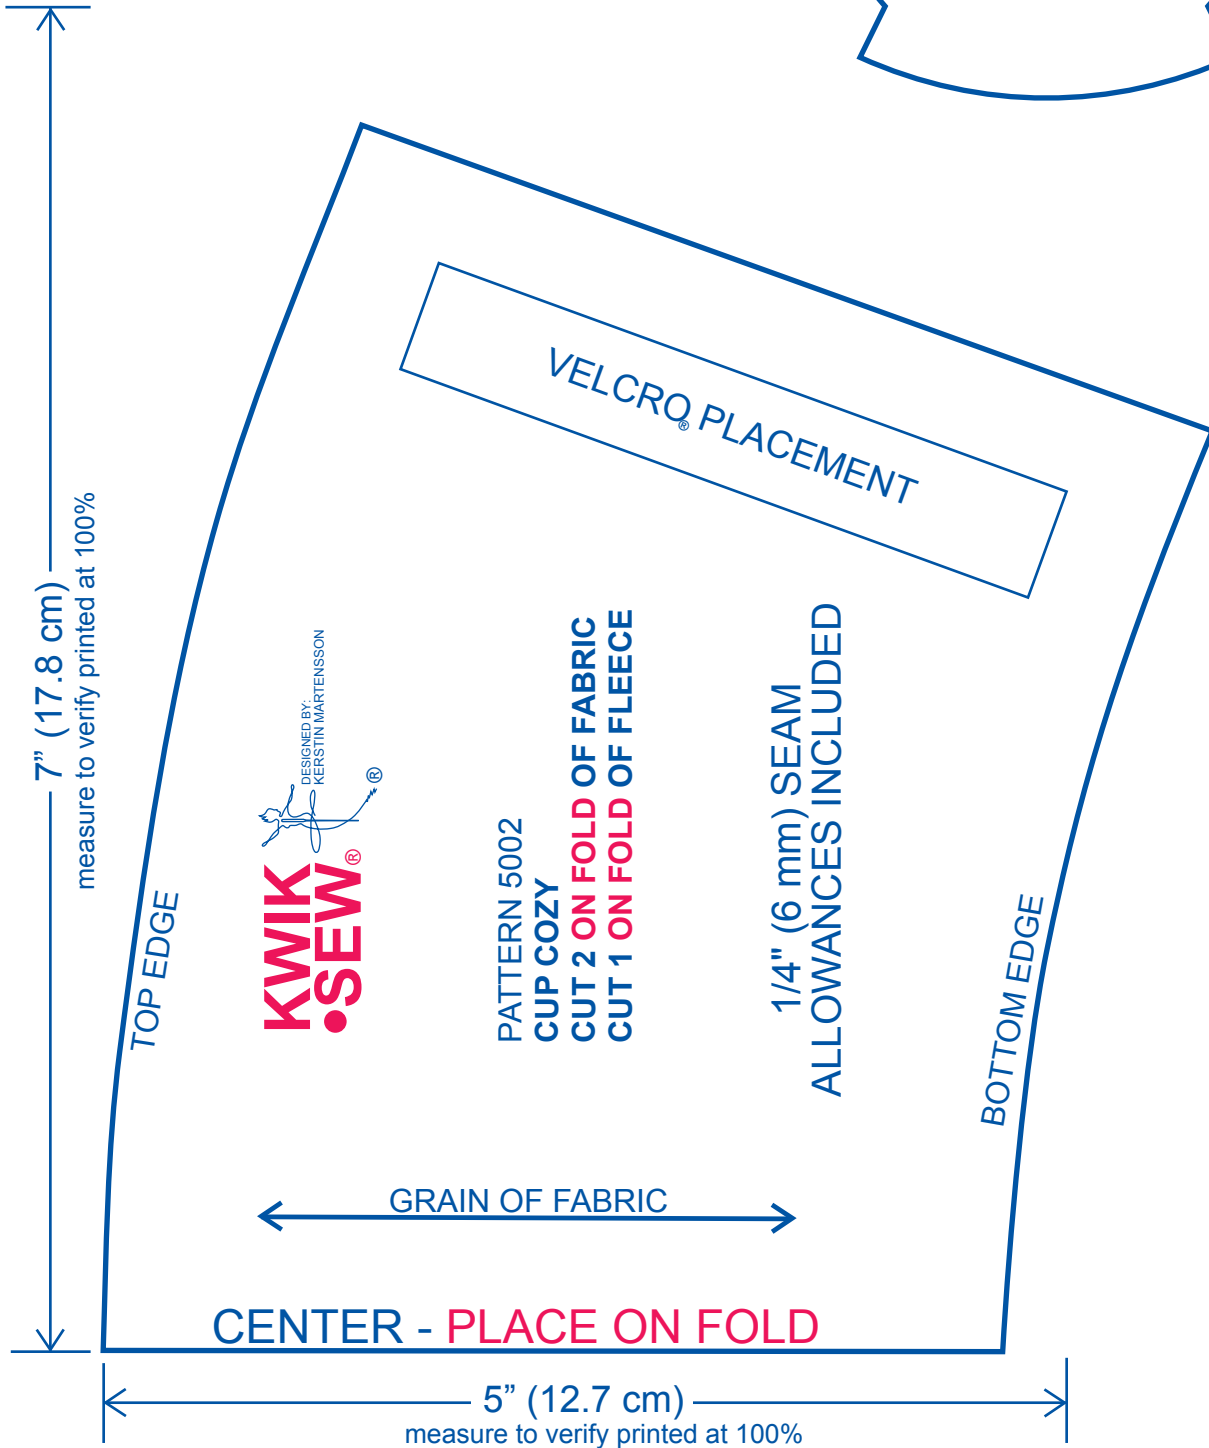 7” (17.8 cm)
measure to verify printed at 100%
VELCRO® PLACEMENT
TOP EDGE
KWIK
•SEW®
®
DESIGNED BY:
KERSTIN MARTENSSON
PATTERN 5002
CUP COZY
CUT 2 ON FOLD OF FABRIC
CUT 1 ON FOLD OF FLEECE
1/4" (6 mm) SEAM
ALLOWANCES INCLUDED
BOTTOM EDGE
GRAIN OF FABRIC
CENTER - PLACE ON FOLD
5” (12.7 cm)
measure to verify printed at 100%